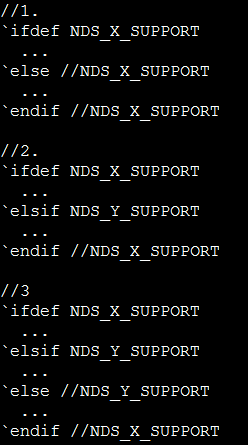 //1.
`ifdef NDS_X_SUPPORT
...
`else //NDS_X_SUPPORT
...
`endif //NDS_X_SUPPORT
//2.
`ifdef NDS_X_SUPPORT
...
`elsif NDS_Y_SUPPORT
...
`endif //NDS_X_SUPPORT
//3
`ifdef NDS_X_SUPPORT
...
`elsif NDS_Y_SUPPORT
...
`else //NDS_Y_SUPPORT
...
`endif //NDS_X_SUPPORT